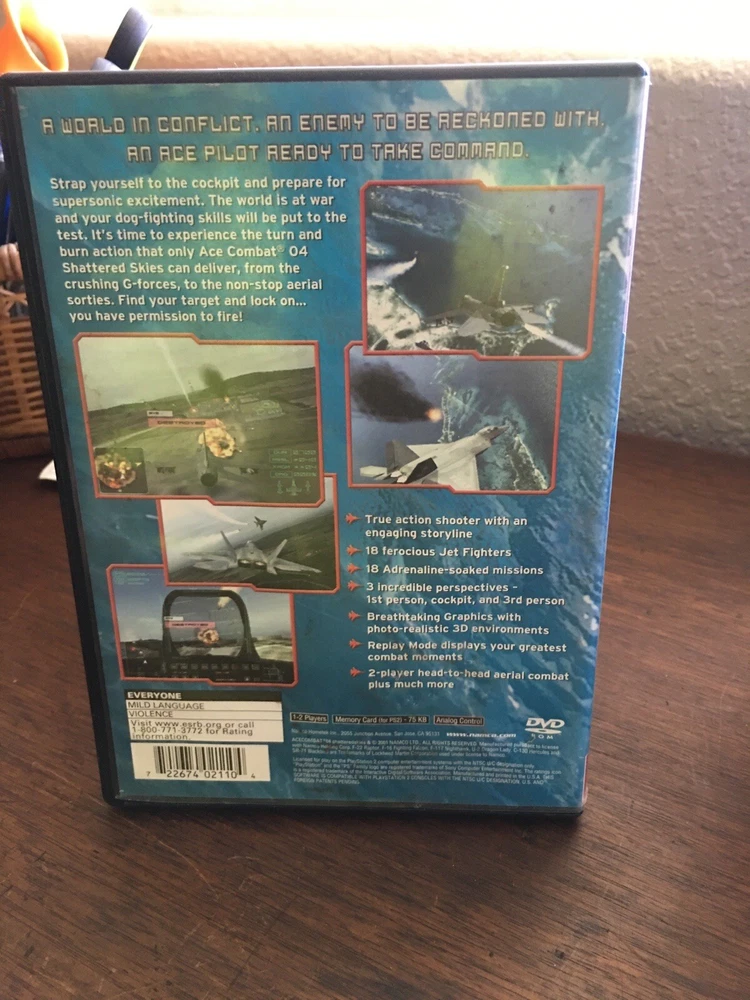 A WORLD IN CONFLICT. AN ENEMY TO BE RECKONED WITH.
AN ACE PILOT READY TO TAKE COMMAND.
Strap yourself to the cockpit and prepare for
supersonic excitement. The world is at war
and your dog-fighting skills will be put to the
test. It's time to experience the turn and
burn action that only Ace Combat® 04
Shattered Skies can deliver, from the
crushing G-forces, to the non-stop aerial
sorties. Find your target and lock on...
you have permission to fire!
True action shooter with an
engaging storyline
18 ferocious Jet Fighters
18 Adrenaline-soaked missions
3 incredible perspectives -
1st person, cockpit, and 3rd person
Breathtaking Graphics with
photo-realistic 3D environments
Replay Mode displays your greatest
combat moments
2-player head-to-head aerial combat
plus much more
EVERYONE
MILD LANGUAGE
VIOLENCE
Visit www.esrb.org or call
1-800-771-3772 for Rating
Information.
1-2 Players
Memory Card (for PS2) - 75 KB
Analog Control
DVD
ROM
www.namco.com
7 22674 02110 4